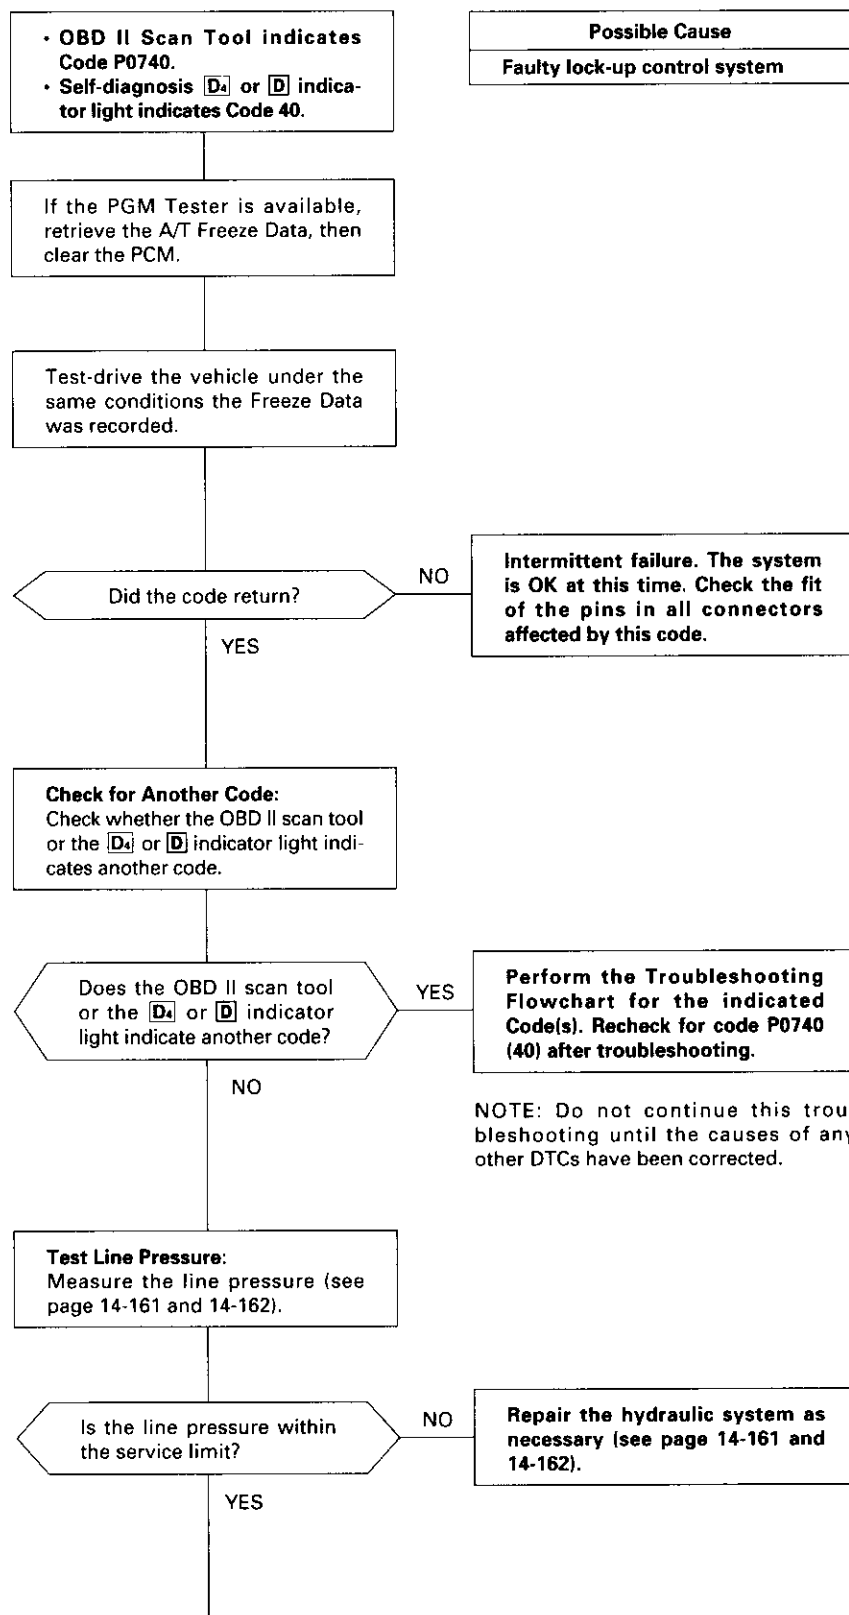 • OBD II Scan Tool indicates
Code P0740.
• Self-diagnosis D4 or D indica-
tor light indicates Code 40.
Possible Cause
Faulty lock-up control system
If the PGM Tester is available,
retrieve the A/T Freeze Data, then
clear the PCM.
Test-drive the vehicle under the
same conditions the Freeze Data
was recorded.
Did the code return?
NO
Intermittent failure. The system
is OK at this time. Check the fit
of the pins in all connectors
affected by this code.
YES
Check for Another Code:
Check whether the OBD II scan tool
or the D4 or D indicator light indi-
cates another code.
Does the OBD II scan tool
or the D4 or D indicator
light indicate another code?
YES
Perform the Troubleshooting
Flowchart for the indicated
Code(s). Recheck for code P0740
(40) after troubleshooting.
NO
NOTE: Do not continue this trou
bleshooting until the causes of any
other DTCs have been corrected.
Test Line Pressure:
Measure the line pressure (see
page 14-161 and 14-162).
Is the line pressure within
the service limit?
NO
Repair the hydraulic system as
necessary (see page 14-161 and
14-162).
YES